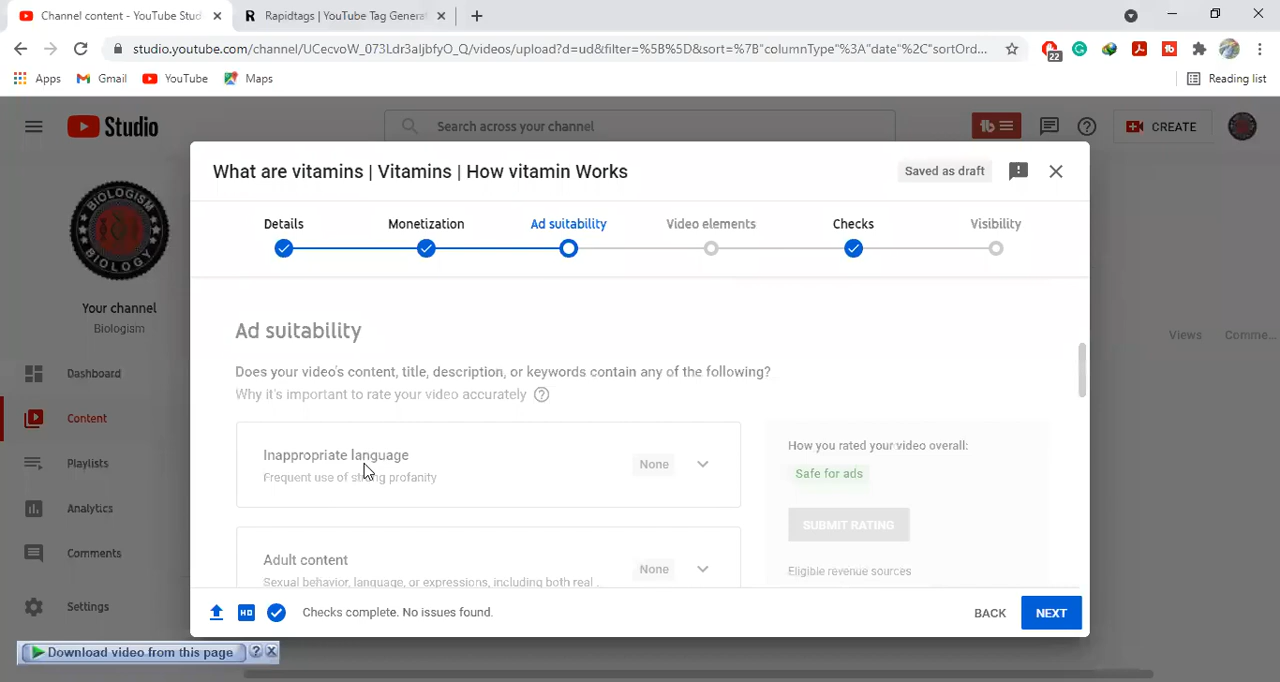 Channel content - YouTube Stud
Rapidtags | YouTube Tag Genera
studio.youtube.com/channel/UCecvoW_073Ldr3aIjbfyO_Q/videos/upload?d=ud&filter=%5B%5D&sort=%7B"columnType"%3A"date"%2C"sortOrd...
22
Apps Gmail YouTube Maps Reading list
Studio
Search across your channel
tb
CREATE
What are vitamins | Vitamins | How vitamin Works
Saved as draft
BIOLOGISM
BIOLOGY
Details Monetization Ad suitability Video elements Checks Visibility
Your channel
Biologism
Views Comme...
Ad suitability
Does your video's content, title, description, or keywords contain any of the following?
Why it's important to rate your video accurately ?
Dashboard
Content
Playlists
Analytics
Comments
Settings
Inappropriate language
Frequent use of strong profanity
None
How you rated your video overall:
Safe for ads
SUBMIT RATING
Eligible revenue sources
Adult content
Sexual behavior, language, or expressions, including both real
None
HD
Checks complete. No issues found.
BACK NEXT
Download video from this page ? X